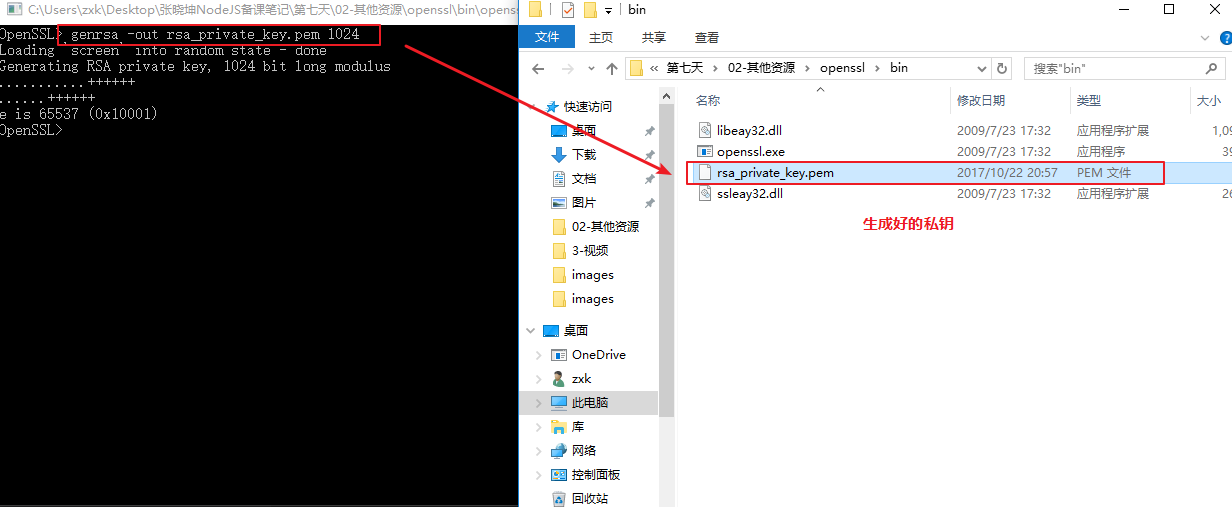 C:\Users\zxk\Desktop\张晓坤NodeJS备课笔记\第七天\02-其他资源\openssl\bin\openss
OpenSSL> genrsa -out rsa_private_key.pem 1024
Loading 'screen' into random state - done
Generating RSA private key, 1024 bit long modulus
...........++++++
......++++++
e is 65537 (0x10001)
OpenSSL>
bin
文件 主页 共享 查看
« 第七天 › 02-其他资源 › openssl › bin
搜索"bin"
快速访问
桌面
下载
文档
图片
02-其他资源
3-视频
images
images
桌面
OneDrive
zxk
此电脑
库
网络
控制面板
回收站
名称 修改日期 类型 大小
libeay32.dll 2009/7/23 17:32 应用程序扩展 1,09
openssl.exe 2009/7/23 17:32 应用程序 39
rsa_private_key.pem 2017/10/22 20:57 PEM 文件
ssleay32.dll 2009/7/23 17:32 应用程序扩展 26
生成好的私钥